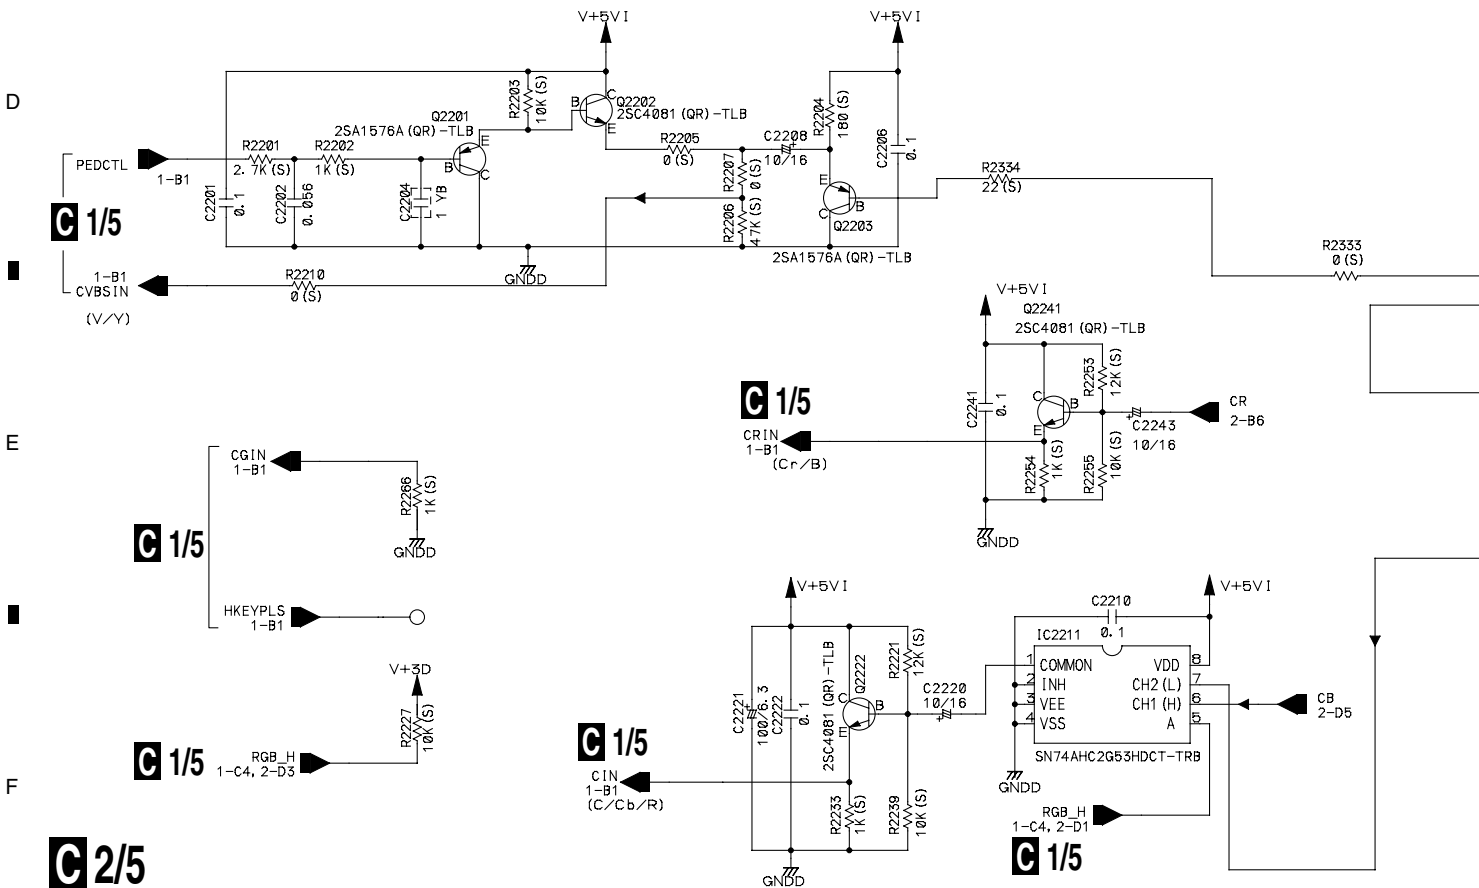 V+5VI
V+5VI
D
R2203
10K(S)
Q2202
2SC4081(QR)-TLB
B
C
E
Q2201
2SA1576A(QR)-TLB
E
B
C
R2204
180(S)
C2206
0.1
PEDCTL
1-B1
R2201
2.7K(S)
R2202
1K(S)
R2205
0(S)
C2208
10/16
+
R2334
22(S)
C2201
0.1
C2202
0.056
C2204
1 YB
R2207
0(S)
R2206
47K(S)
E
C
B
Q2203
2SA1576A(QR)-TLB
C 1/5
R2333
0(S)
1-B1
CVBSIN
(V/Y)
R2210
0(S)
GNDD
V+5VI
Q2241
2SC4081(QR)-TLB
R2253
12K(S)
C2241
0.1
C
B
E
C 1/5
CR
2-B6
+
C2243
10/16
CRIN
1-B1
(Cr/B)
R2254
1K(S)
R2255
10K(S)
GNDD
E
CGIN
1-B1
R2266
1K(S)
GNDD
C 1/5
HKEYPLS
1-B1
V+5VI
V+5VI
C2210
0.1
IC2211
1 COMMON
2 INH
3 VEE
4 VSS
VDD 8
CH2(L) 7
CH1(H) 6
A 5
SN74AHC2G53HDCT-TRB
GNDD
CB
2-D5
V+3D
R2227
10K(S)
C 1/5
RGB_H
1-C4,2-D3
C2221
100/6.3
+
C2222
0.1
2SC4081(QR)-TLB
Q2222
C
B
E
R2221
12K(S)
C2220
10/16
+
C 1/5
CIN
1-B1
(C/Cb/R)
R2233
1K(S)
R2239
10K(S)
GNDD
RGB_H
1-C4,2-D1
C 1/5
F
C 2/5